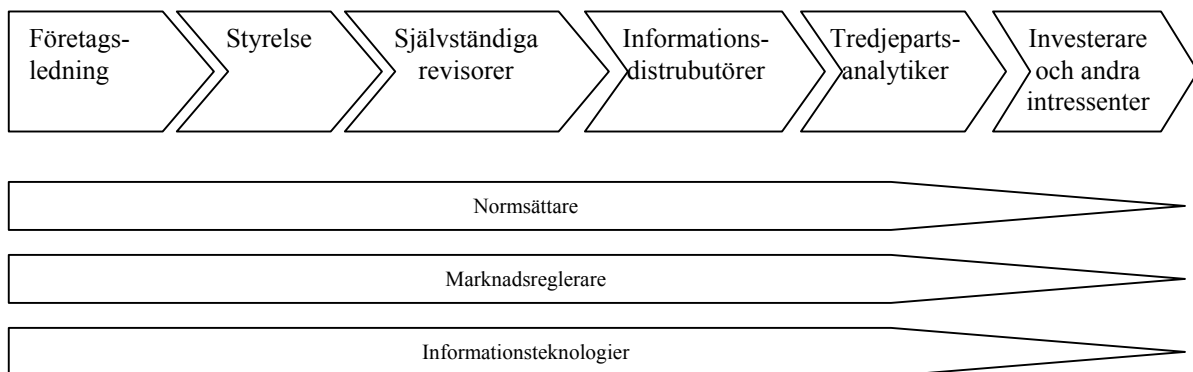 Företags-
ledning
Styrelse
Självständiga
revisorer
Informations-
distrubutörer
Tredjeparts-
analytiker
Investerare
och andra
intressenter
Normsättare
Marknadsreglerare
Informationsteknologier